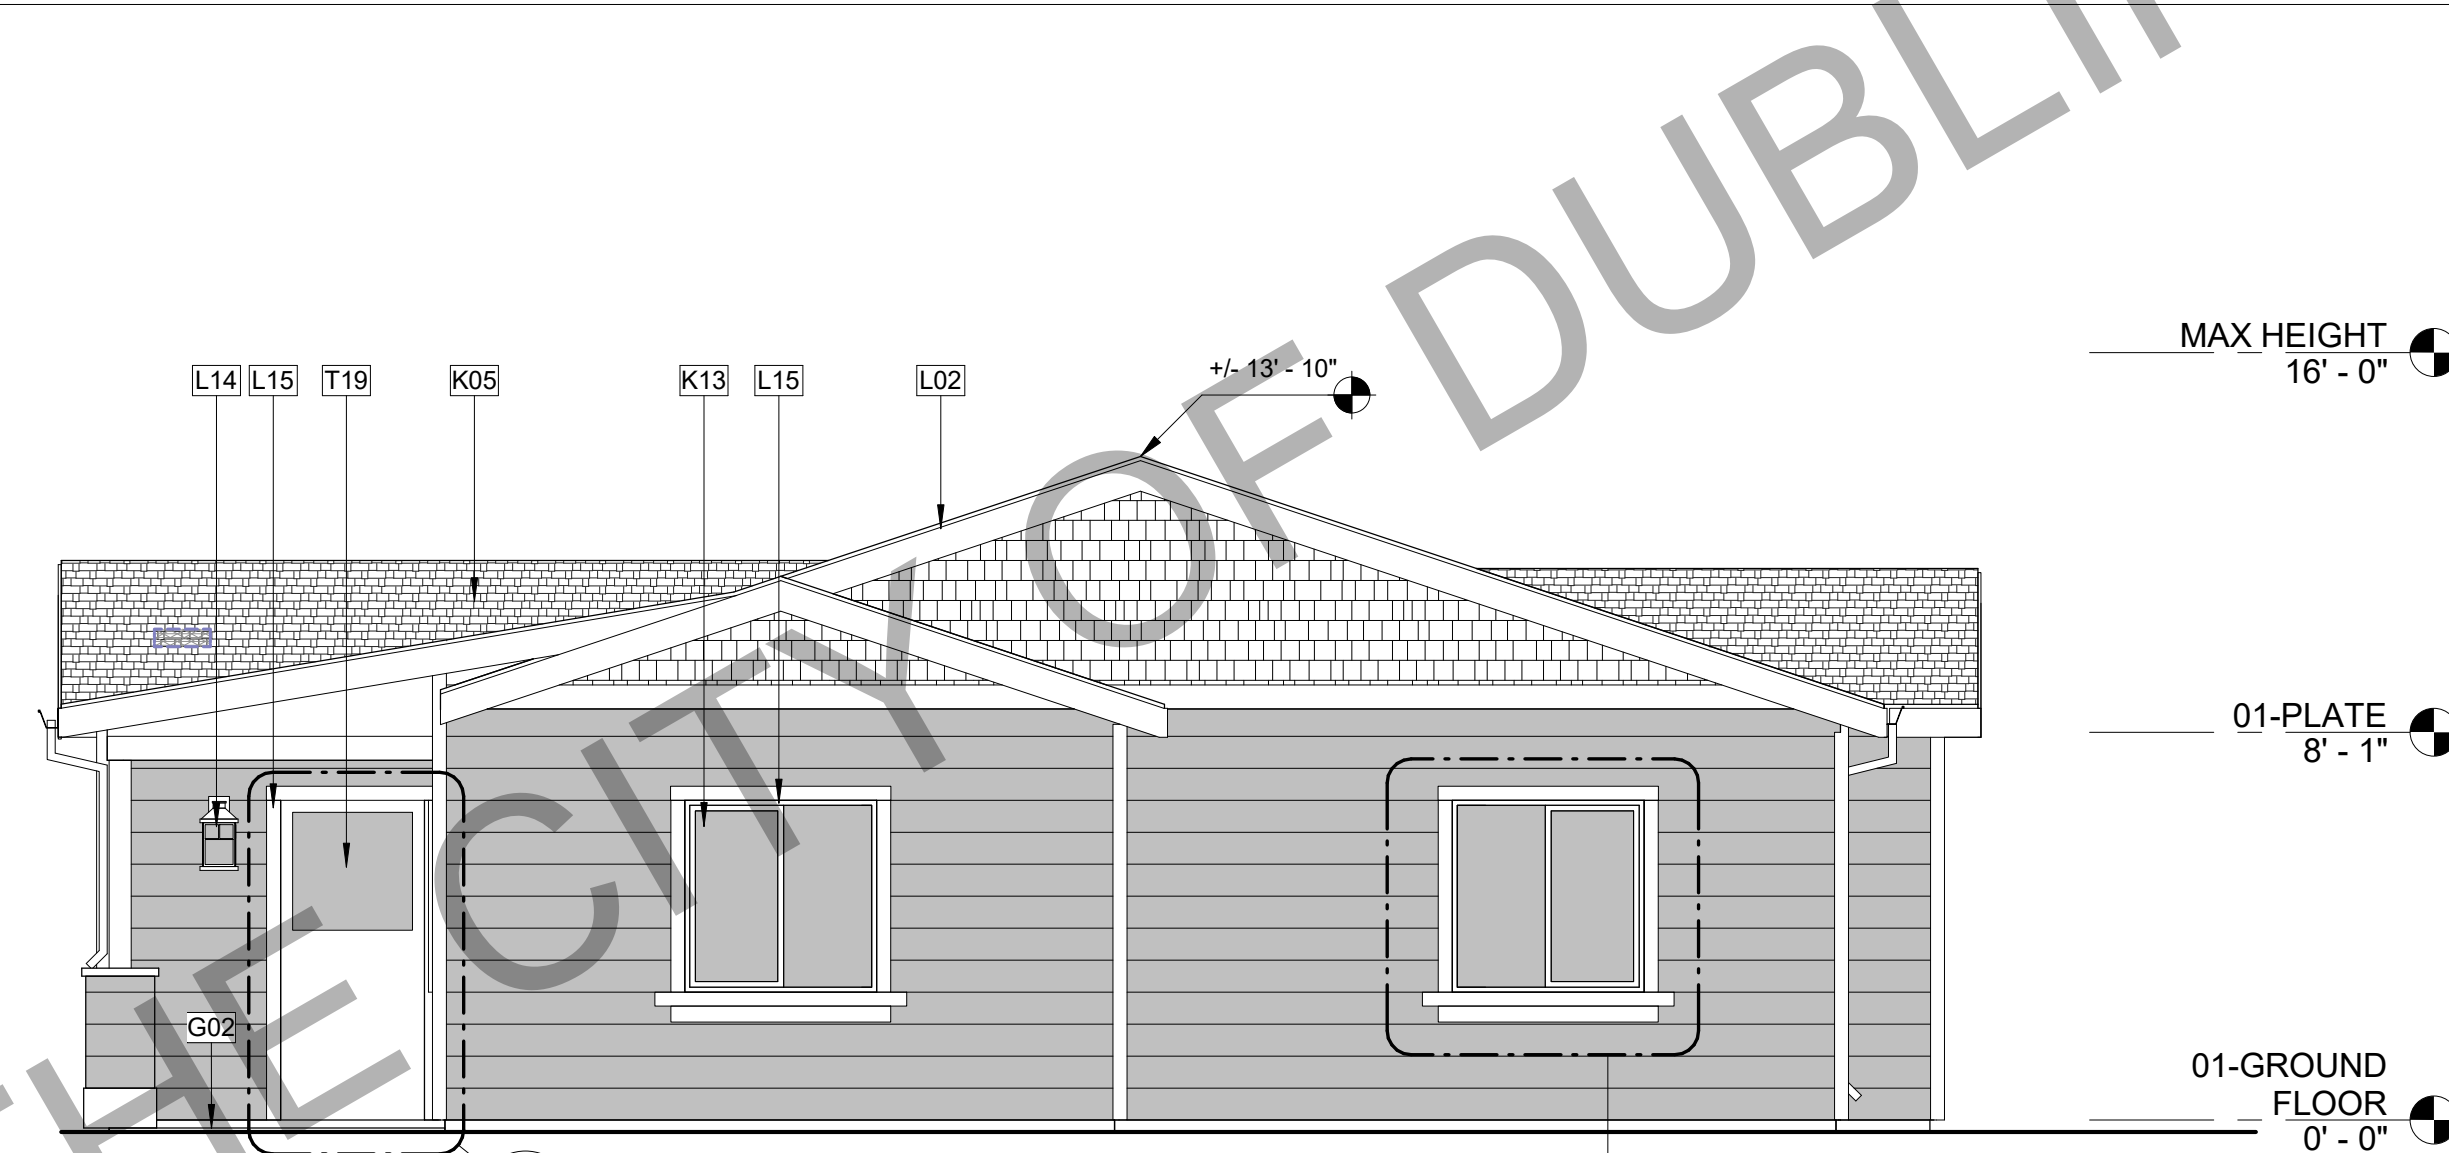 THE CITY OF DUBLI
MAX HEIGHT
16' - 0"
+/- 13' - 10"
L14
L15
T19
K05
K13
L15
L02
01-PLATE
8' - 1"
G02
01-GROUND
FLOOR
0' - 0"